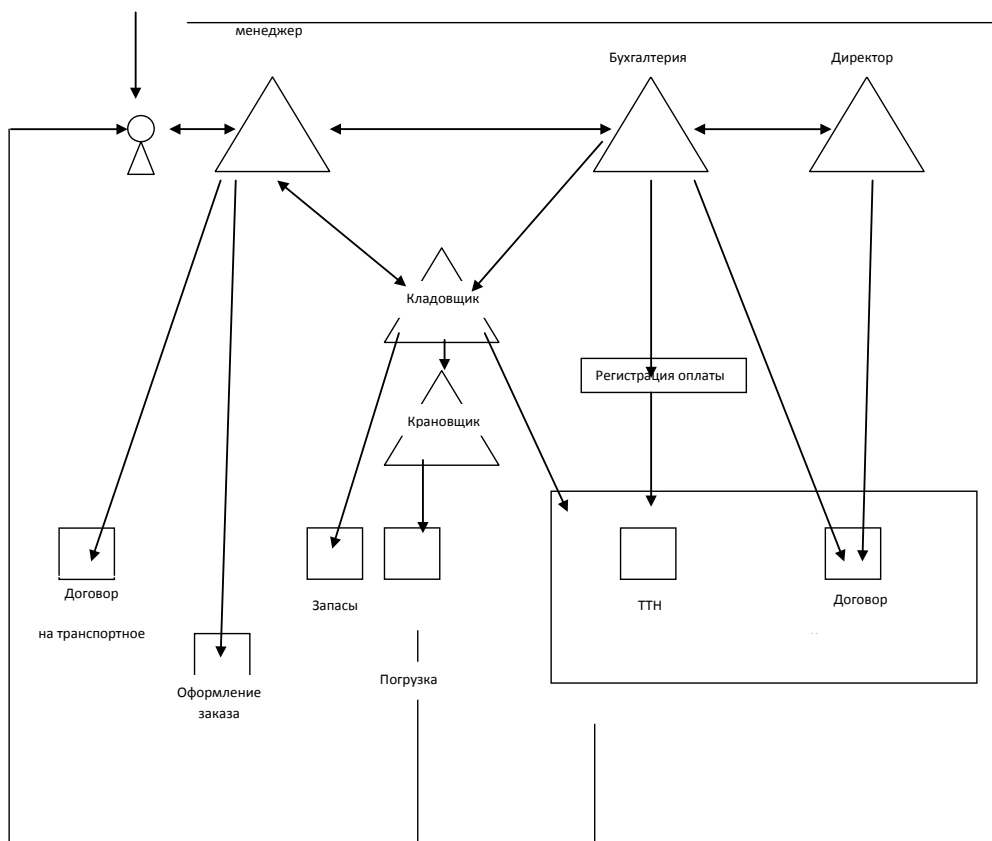 менеджер
Бухгалтерия
Директор
Кладовщик
Регистрация оплаты
Крановщик
Договор
на транспортное
Запасы
ТТН
Договор
Погрузка
Оформление
заказа